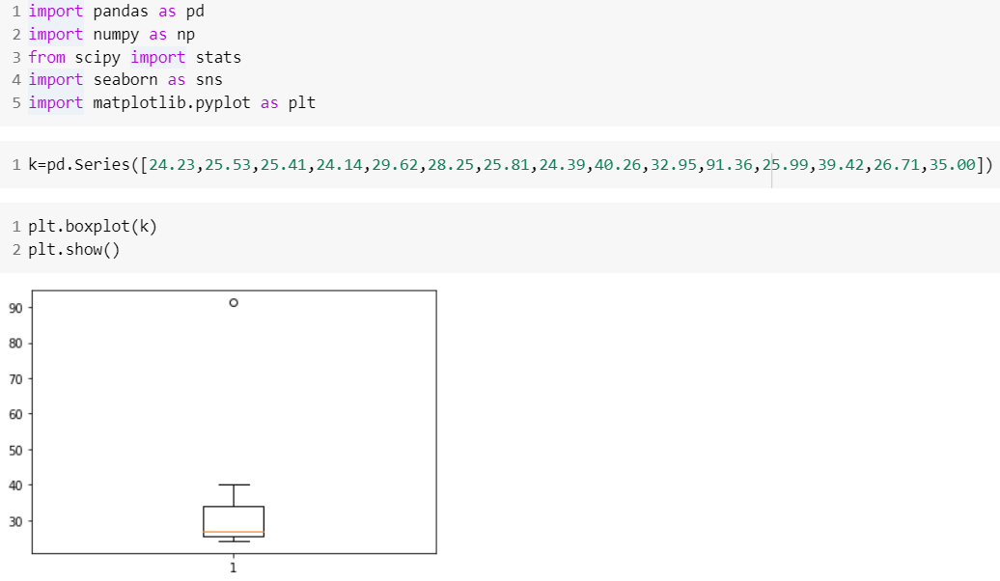 1 import pandas as pd
2 import numpy as np
3 from scipy import stats
4 import seaborn as sns
5 import matplotlib.pyplot as plt
1 k=pd.Series([24.23,25.53,25.41,24.14,29.62,28.25,25.81,24.39,40.26,32.95,91.36,25.99,39.42,26.71,35.00])
1 plt.boxplot(k)
2 plt.show()
90
80
70
60
50
40
30
1